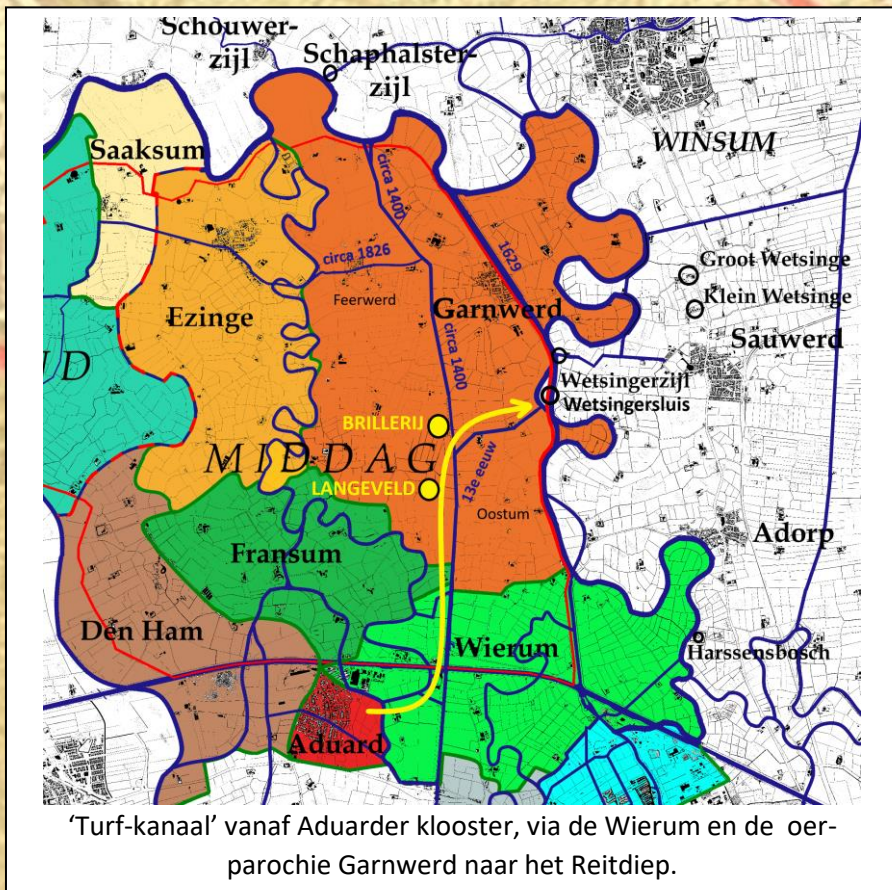 Schouwer-
zijl
Schaphalster-
zijl
Saaksum
WINSUM
circa 1400
1629
circa 1826
Groot Wetsinge
Feerwerd
Garnwerd
Klein Wetsinge
Ezinge
circa 1400
Sauwerd
UD
Wetsingerzijl
Wetsingersluis
BRILLERIJ
MIDDAG
13e eeuw
LANGEVELD
Oostum
Adorp
Fransum
Den Ham
Wierum
Harssensbosch
Aduard
‘Turf-kanaal’ vanaf Aduarder klooster, via de Wierum en de oer-
parochie Garnwerd naar het Reitdiep.